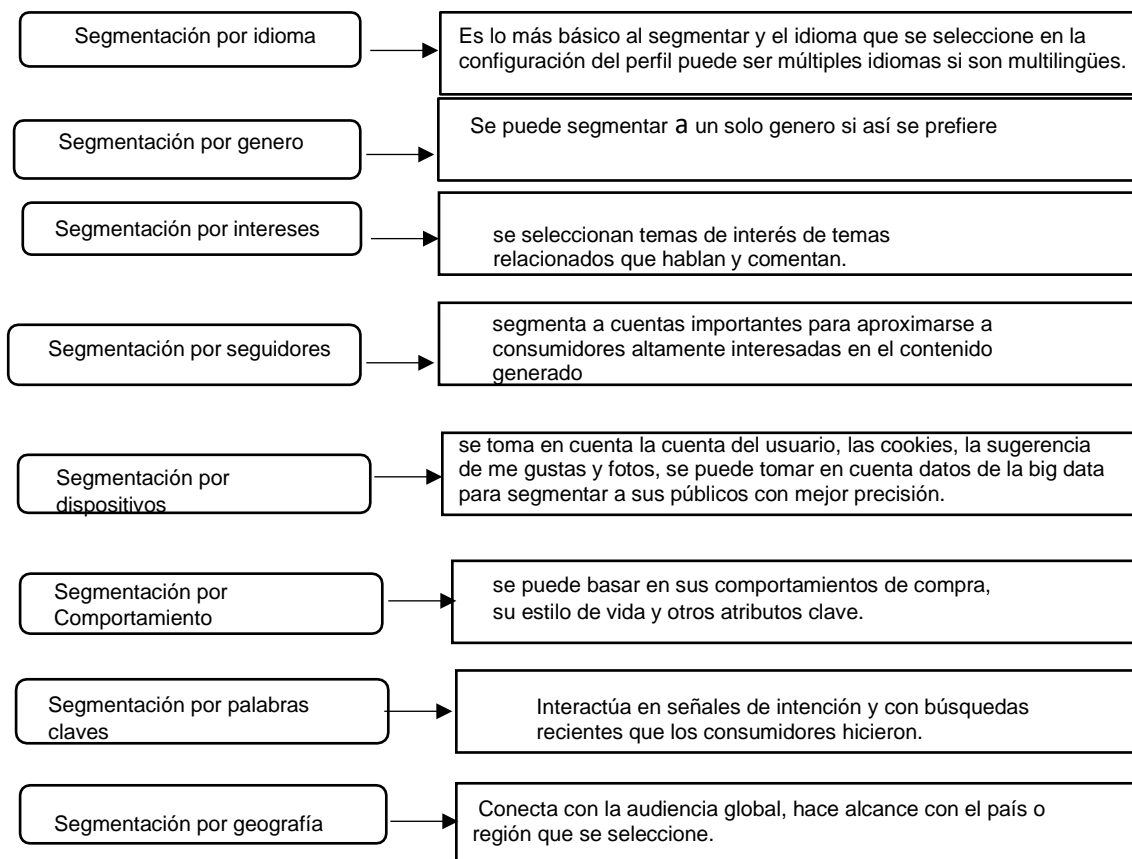 Segmentación por idioma
Es lo más básico al segmentar y el idioma que se seleccione en la
configuración del perfil puede ser múltiples idiomas si son multilingües.
Segmentación por genero
Se puede segmentar a un solo genero si así se prefiere
Segmentación por intereses
se seleccionan temas de interés de temas
relacionados que hablan y comentan.
Segmentación por seguidores
segmenta a cuentas importantes para aproximarse a
consumidores altamente interesadas en el contenido
generado
Segmentación por
dispositivos
se toma en cuenta la cuenta del usuario, las cookies, la sugerencia
de me gustas y fotos, se puede tomar en cuenta datos de la big data
para segmentar a sus públicos con mejor precisión.
Segmentación por
Comportamiento
se puede basar en sus comportamientos de compra,
su estilo de vida y otros atributos clave.
Segmentación por palabras
claves
Interactúa en señales de intención y con búsquedas
recientes que los consumidores hicieron.
Segmentación por geografía
Conecta con la audiencia global, hace alcance con el país o
región que se seleccione.